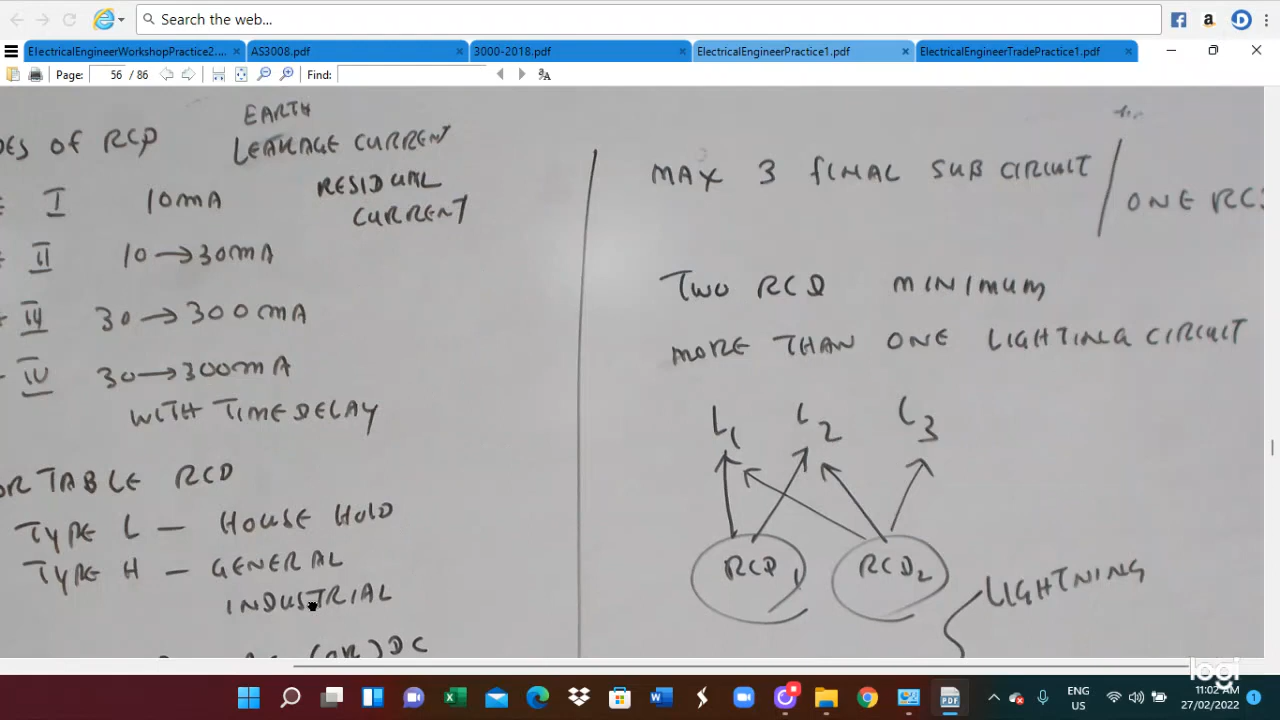 Search the web...
ElectricalEngineerWorkshopPractice2....
AS3008.pdf
3000-2018.pdf
ElectricalEngineerPractice1.pdf
ElectricalEngineerTradePractice1.pdf
Page: 56 / 86
Find:
PES OF RCD
EARTH
LEAKAGE CURRENT
RESIDUAL
CURRENT
I 10MA
II 10→30MA
30→300MA
IV 30→300MA
WITH TIME DELAY
ORTABLE RCD
TYPE L – HOUSE HOLD
TYPE H – GENERAL
INDUSTRIAL
DC
MAX 3 FINAL SUB CIRCUIT
ONE RC
TWO RCD MINIMUM
MORE THAN ONE LIGHTING CIRCUIT
L1 L2 L3
RCD1 RCD2
LIGHTNING
ENG
US
11:02 AM
27/02/2022